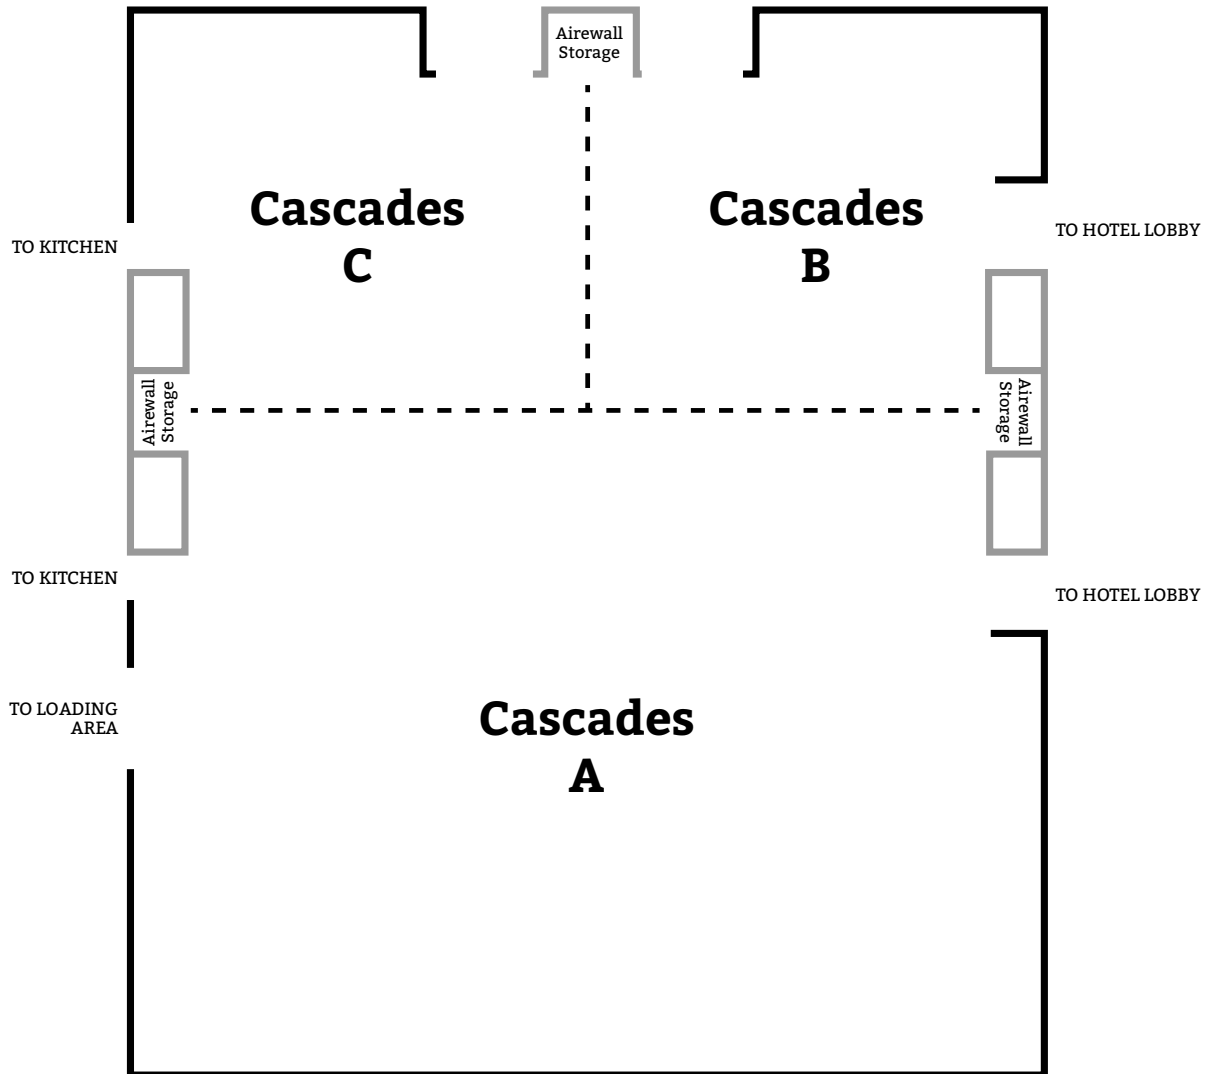 Airewall
Storage
Cascades
C
Cascades
B
TO KITCHEN
TO HOTEL LOBBY
Airewall
Storage
Airewall
Storage
TO KITCHEN
TO HOTEL LOBBY
TO LOADING
AREA
Cascades
A